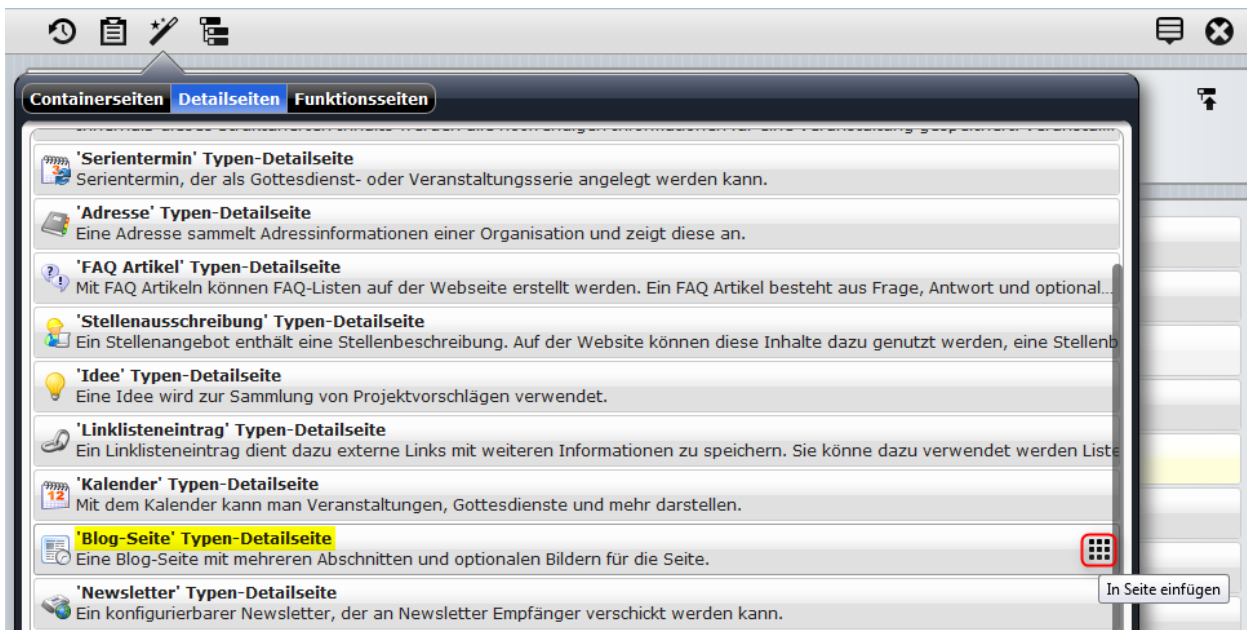 Containerseiten Detailseiten Funktionsseiten
'Serientermin' Typen-Detailseite
Serientermin, der als Gottesdienst- oder Veranstaltungsserie angelegt werden kann.
'Adresse' Typen-Detailseite
Eine Adresse sammelt Adressinformationen einer Organisation und zeigt diese an.
'FAQ Artikel' Typen-Detailseite
Mit FAQ Artikeln können FAQ-Listen auf der Webseite erstellt werden. Ein FAQ Artikel besteht aus Frage, Antwort und optional...
'Stellenausschreibung' Typen-Detailseite
Ein Stellenangebot enthält eine Stellenbeschreibung. Auf der Website können diese Inhalte dazu genutzt werden, eine Stellenb
'Idee' Typen-Detailseite
Eine Idee wird zur Sammlung von Projektvorschlägen verwendet.
'Linklisteneintrag' Typen-Detailseite
Ein Linklisteneintrag dient dazu externe Links mit weiteren Informationen zu speichern. Sie könne dazu verwendet werden Liste
'Kalender' Typen-Detailseite
Mit dem Kalender kann man Veranstaltungen, Gottesdienste und mehr darstellen.
'Blog-Seite' Typen-Detailseite
Eine Blog-Seite mit mehreren Abschnitten und optionalen Bildern für die Seite.
In Seite einfügen
'Newsletter' Typen-Detailseite
Ein konfigurierbarer Newsletter, der an Newsletter Empfänger verschickt werden kann.